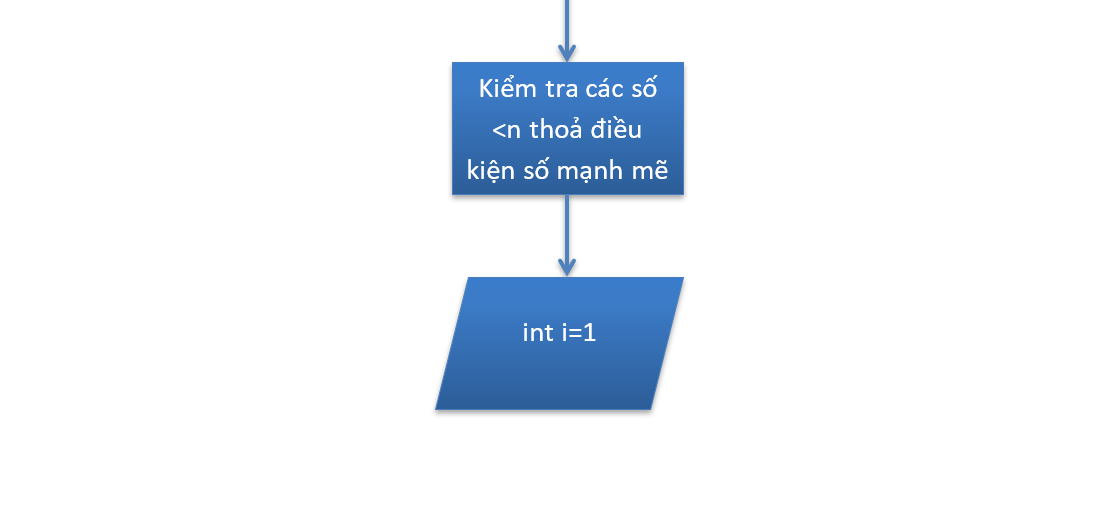 Kiểm tra các số
<n thoả điều
kiện số mạnh mẽ
int i=1